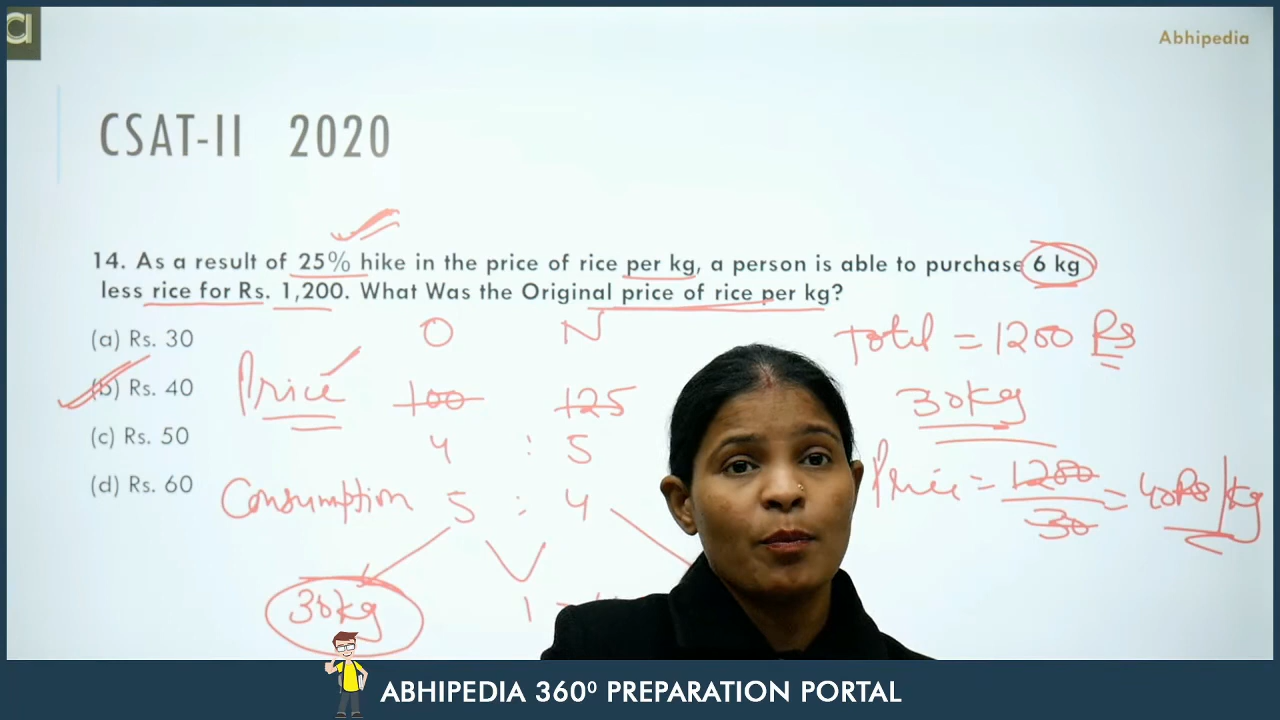 a
Abhipedia
CSAT-II 2020
14. As a result of 25% hike in the price of rice per kg, a person is able to purchase 6 kg
less rice for Rs. 1,200. What Was the Original price of rice per kg?
(a) Rs. 30
(b) Rs. 40
(c) Rs. 50
(d) Rs. 60
O N
Price 100 125
4 : 5
Consumption 5 : 4
30kg
1 =
Total = 1200 Rs
30kg
Price = 1200/30 = 40Rs/kg
ABHIPEDIA 360⁰ PREPARATION PORTAL